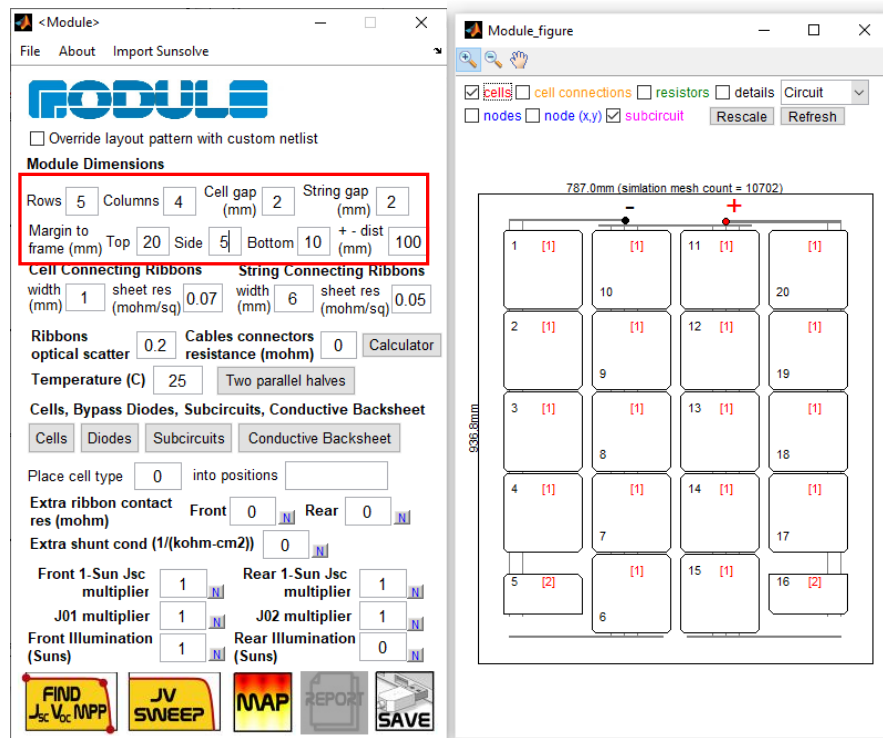 <Module>
File About Import Sunsolve
MODULE
Override layout pattern with custom netlist
Module Dimensions
Rows 5 Columns 4 Cell gap (mm) 2 String gap (mm) 2
Margin to frame (mm) Top 20 Side 5 Bottom 10 + - dist (mm) 100
Cell Connecting Ribbons String Connecting Ribbons
width (mm) 1 sheet res (mohm/sq) 0.07 width (mm) 6 sheet res (mohm/sq) 0.05
Ribbons optical scatter 0.2 Cables connectors resistance (mohm) 0 Calculator
Temperature (C) 25 Two parallel halves
Cells, Bypass Diodes, Subcircuits, Conductive Backsheet
Cells Diodes Subcircuits Conductive Backsheet
Place cell type 0 into positions
Extra ribbon contact res (mohm) Front 0 N Rear 0 N
Extra shunt cond (1/(kohm-cm2)) 0 N
Front 1-Sun Jsc multiplier 1 N Rear 1-Sun Jsc multiplier 1 N
J01 multiplier 1 N J02 multiplier 1 N
Front Illumination (Suns) 1 N Rear Illumination (Suns) 0 N
FIND Jsc Voc MPP JV SWEEP MAP REPORT SAVE
Module_figure
cells cell connections resistors details Circuit
nodes node (x,y) subcircuit Rescale Refresh
787.0mm (simlation mesh count = 10702)
- +
936.8mm
1 [1] [1] 11 [1] [1]
10 20
2 [1] [1] 12 [1] [1]
9 19
3 [1] [1] 13 [1] [1]
8 18
4 [1] [1] 14 [1] [1]
7 17
5 [2] [1] 15 [1] 16 [2]
6